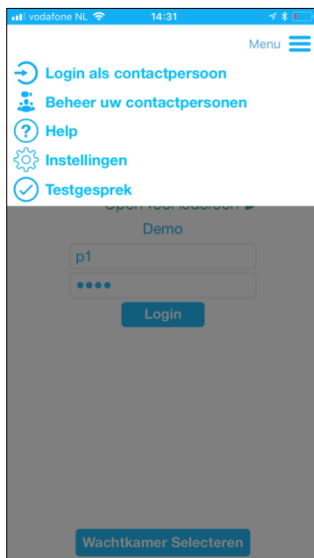 vodafone NL 14:31
Menu
Login als contactpersoon
Beheer uw contactpersonen
? Help
Instellingen
Testgesprek
Demo
p1
••••
Login
Wachtkamer Selecteren